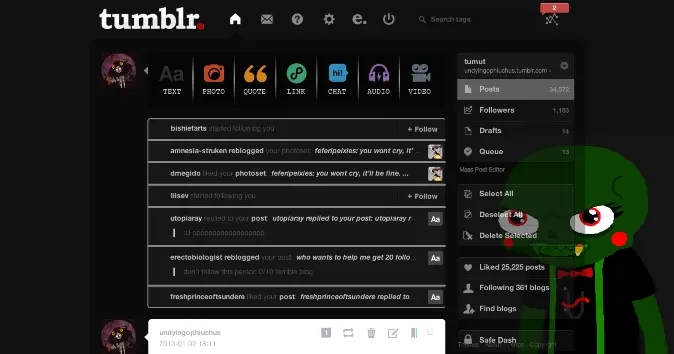 tumblr.
Search tags
2
Aa
TEXT
PHOTO
QUOTE
LINK
hi!
CHAT
AUDIO
VIDEO
tumut
undyingophiuchus.tumblr.com
Posts 34,572
Followers 1,183
Drafts 14
Queue 13
Mass Post Editor
Select All
Deselect All
Delete Selected
Liked 25,225 posts
Following 361 blogs
Find blogs
Safe Dash
bishiefarts started following you
+ Follow
amnesia-struken reblogged your photoset: feferipeixies: you wont cry, it'...
dmegido liked your photoset: feferipeixies: you wont cry, it'll be fine. ...
lilsev started following you
+ Follow
utopiaray replied to your post utopiaray replied to your post: utopiaray r
Aa
erectobiologist reblogged your post: who wants to help me get 20 follo...
Aa
don't follow this person 0/10 terrible blog
freshprinceoftsundere liked your post freshprinceoftsundere replied to...
Aa
undyingophiuchus
2013-01-02 18:11
1